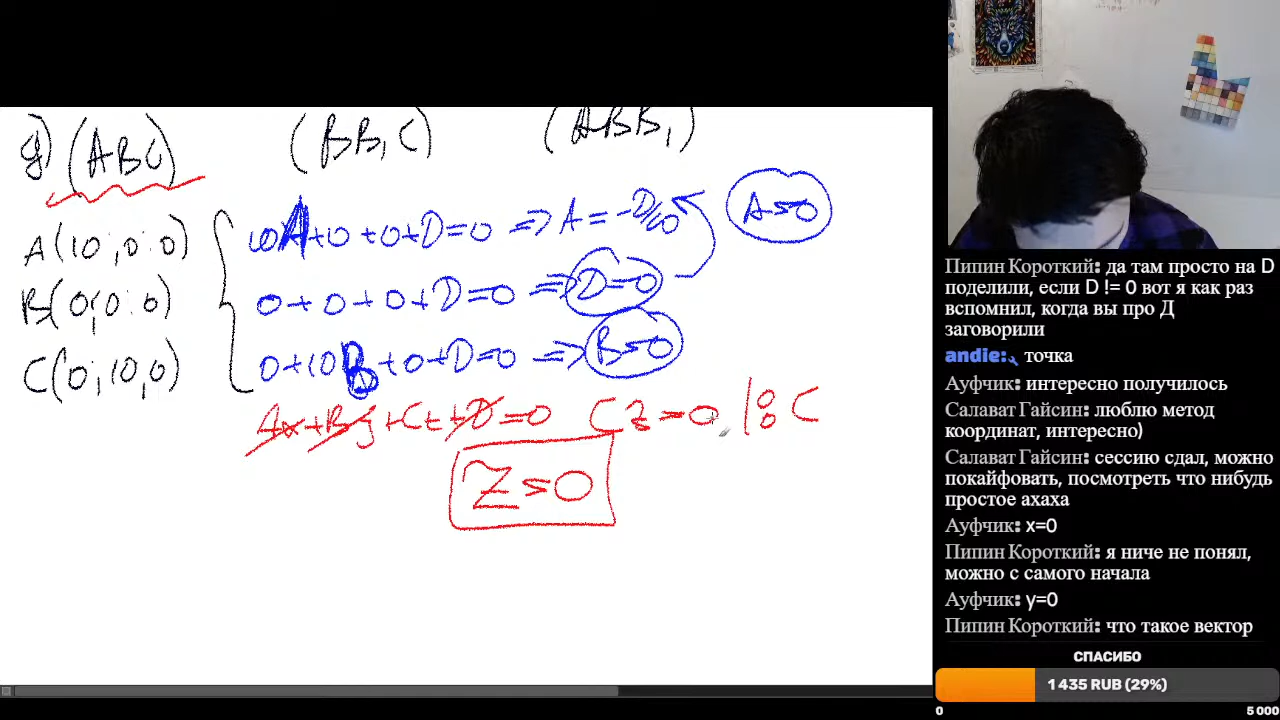 g) (ABC)
(BB₁C)
(ABB₁)
A(10;0;0)
10A+0+0+D=0 => A=-D/10
A=0
B(0;0;0)
0+0+0+D=0 => D=0
C(0;10;0)
0+10B+0+D=0 => B=0
Ax+By+Cz+D=0
Cz=0 |:C
Z=0
Пипин Короткий: да там просто на D
поделили, если D != 0 вот я как раз
вспомнил, когда вы про Д
заговорили
andie: точка
Ауфчик: интересно получилось
Салават Гайсин: люблю метод
координат, интересно)
Салават Гайсин: сессию сдал, можно
покайфовать, посмотреть что нибудь
простое ахаха
Ауфчик: x=0
Пипин Короткий: я ниче не понял,
можно с самого начала
Ауфчик: y=0
Пипин Короткий: что такое вектор
СПАСИБО
1 435 RUB (29%)
0
5 000